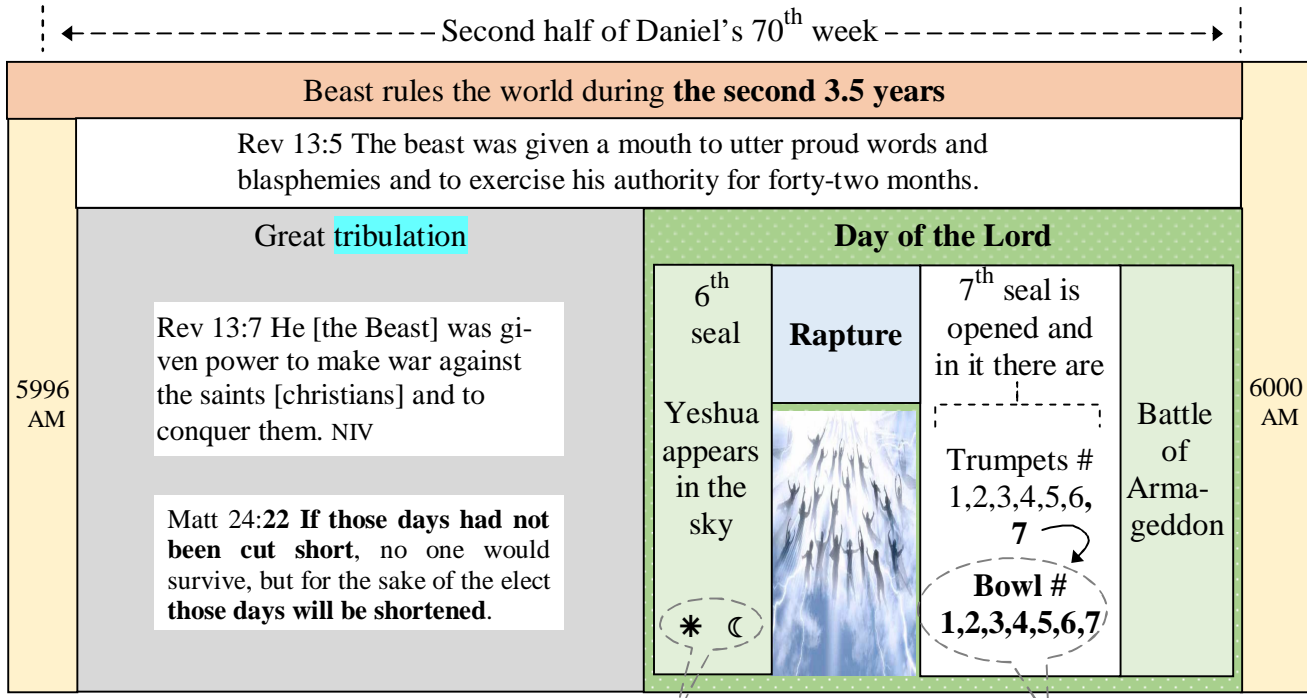 Second half of Daniel’s 70th week
Beast rules the world during the second 3.5 years
Rev 13:5 The beast was given a mouth to utter proud words and
blasphemies and to exercise his authority for forty-two months.
5996
AM
Great tribulation
Rev 13:7 He [the Beast] was gi-
ven power to make war against
the saints [christians] and to
conquer them. NIV
Matt 24:22 If those days had not
been cut short, no one would
survive, but for the sake of the elect
those days will be shortened.
Day of the Lord
6th
seal
Yeshua
appears
in the
sky
Rapture
7th seal is
opened and
in it there are
Trumpets #
1,2,3,4,5,6,
7
Bowl #
1,2,3,4,5,6,7
Battle
of
Arma-
geddon
6000
AM